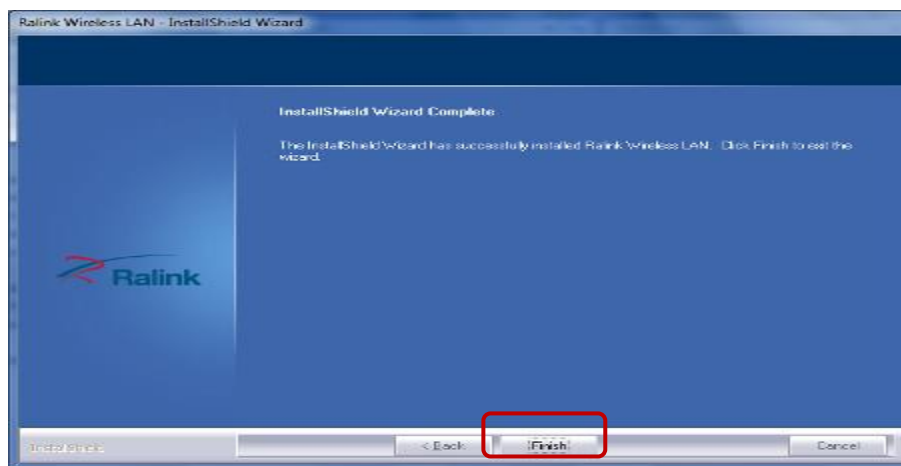 Ralink Wireless LAN - InstallShield Wizard
InstallShield Wizard Complete
The InstallShield Wizard has successfully installed Ralink Wireless LAN. Click Finish to exit the
wizard.
Ralink
InstallShield
< Back
Finish
Cancel